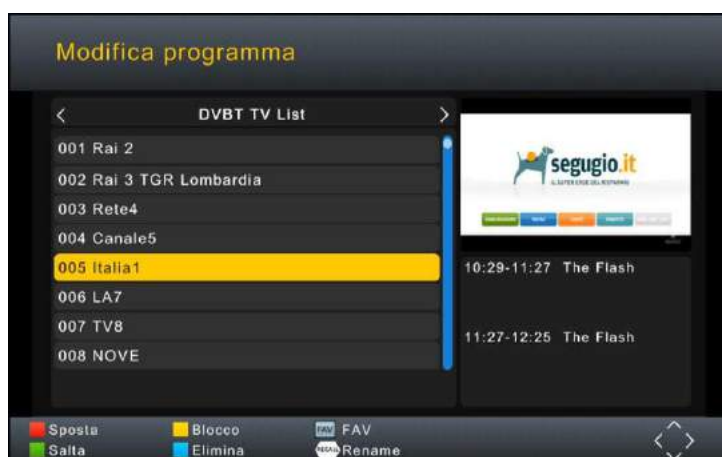 Modifica programma
DVBT TV List
001 Rai 2
002 Rai 3 TGR Lombardia
003 Rete4
004 Canale5
005 Italia1
006 LA7
007 TV8
008 NOVE
segugio.it
10:29-11:27 The Flash
11:27-12:25 The Flash
Sposta Blocco FAV FAV
Salta Elimina RECALL Rename